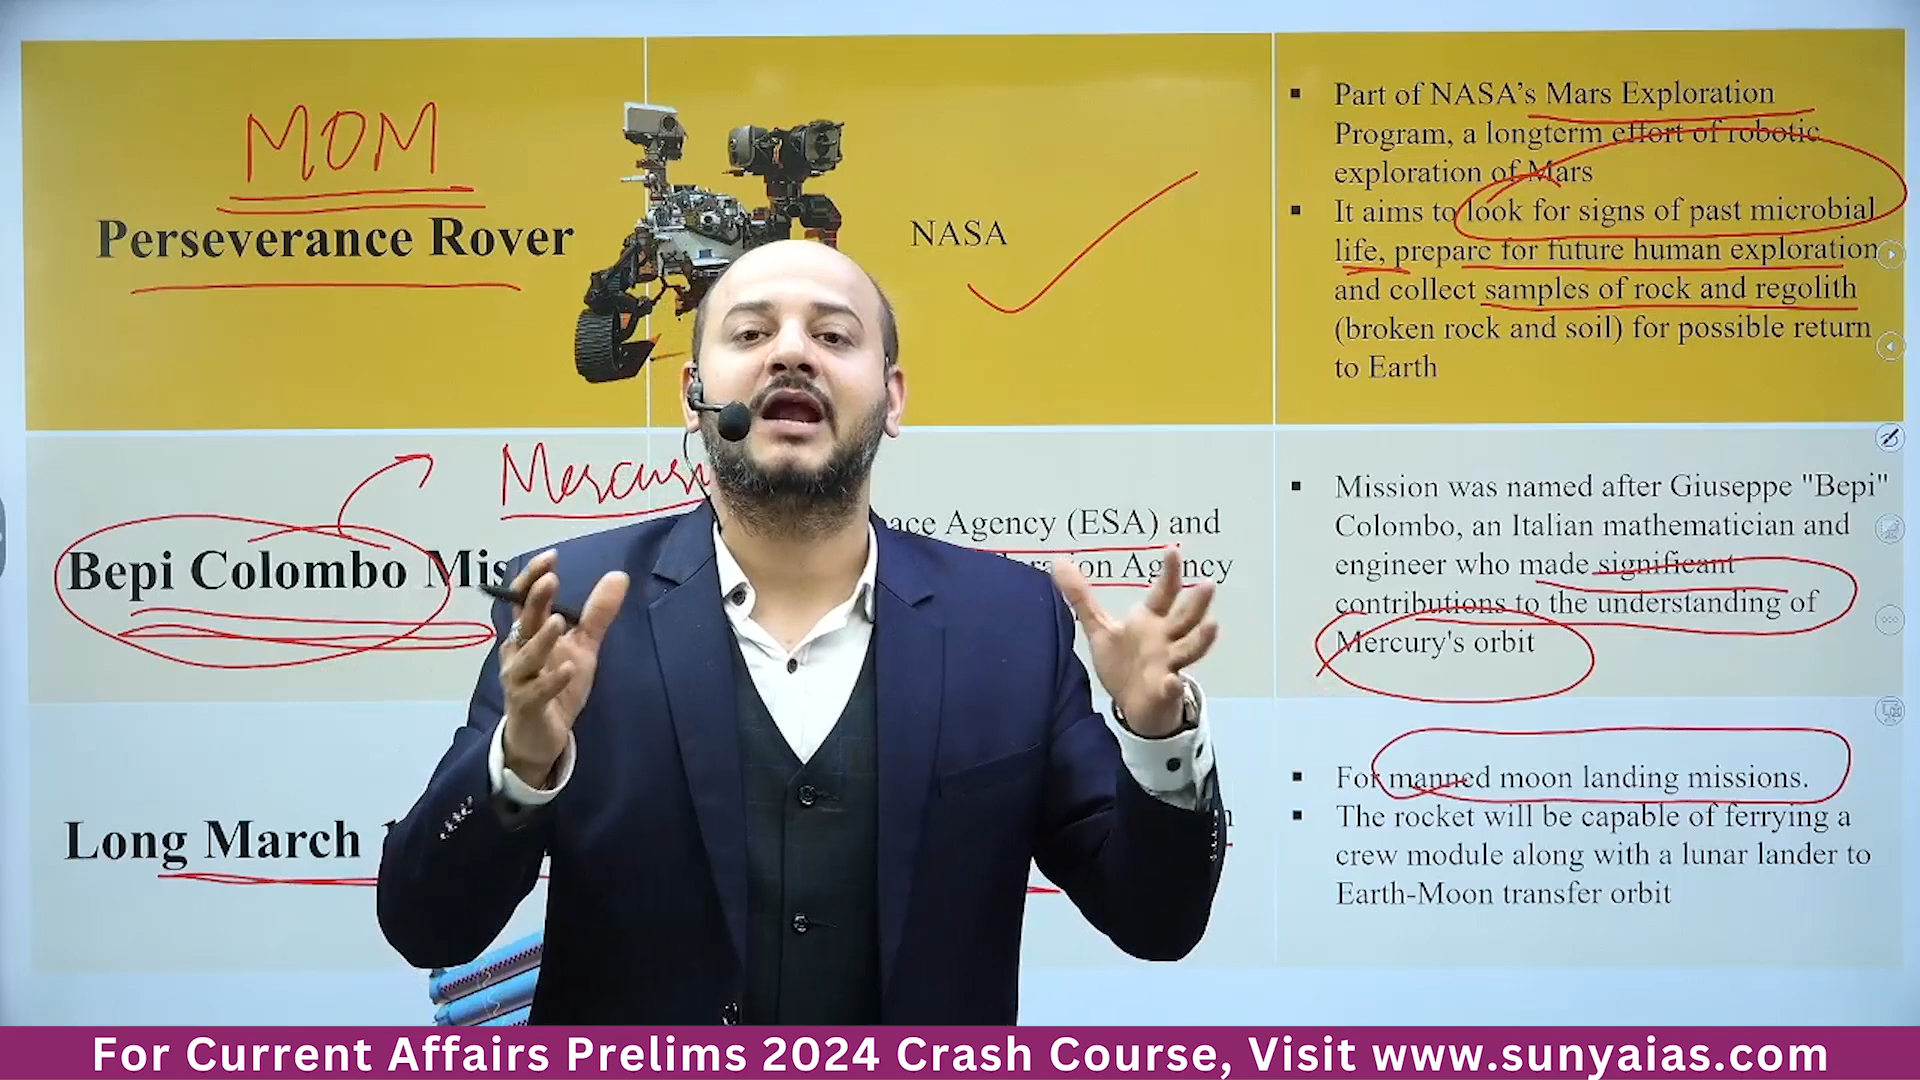 MOM
Perseverance Rover
NASA
▪ Part of NASA's Mars Exploration
Program, a longterm effort of robotic
exploration of Mars
▪ It aims to look for signs of past microbial
life, prepare for future human exploration
and collect samples of rock and regolith
(broken rock and soil) for possible return
to Earth
Mercury
Bepi Colombo
Agency (ESA) and
Agency
▪ Mission was named after Giuseppe "Bepi"
Colombo, an Italian mathematician and
engineer who made significant
contributions to the understanding of
Mercury's orbit
Long March
▪ For manned moon landing missions.
▪ The rocket will be capable of ferrying a
crew module along with a lunar lander to
Earth-Moon transfer orbit
For Current Affairs Prelims 2024 Crash Course, Visit www.sunyaias.com